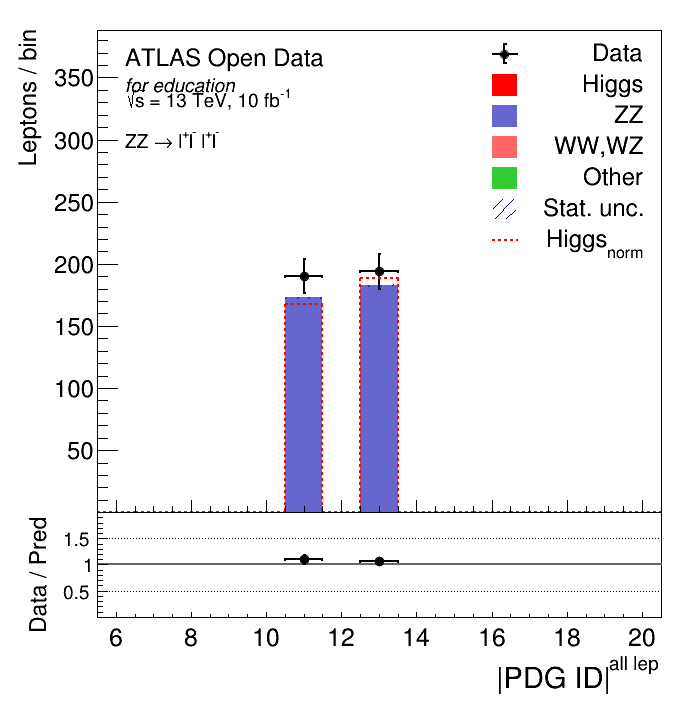 Leptons / bin
350
300
250
200
150
100
50
ATLAS Open Data
for education
√s = 13 TeV, 10 fb⁻¹
ZZ → l⁺l⁻ l⁺l⁻
Data
Higgs
ZZ
WW,WZ
Other
Stat. unc.
Higgs_norm
Data / Pred
1.5
1
0.5
6 8 10 12 14 16 18 20
|PDG ID|^all lep